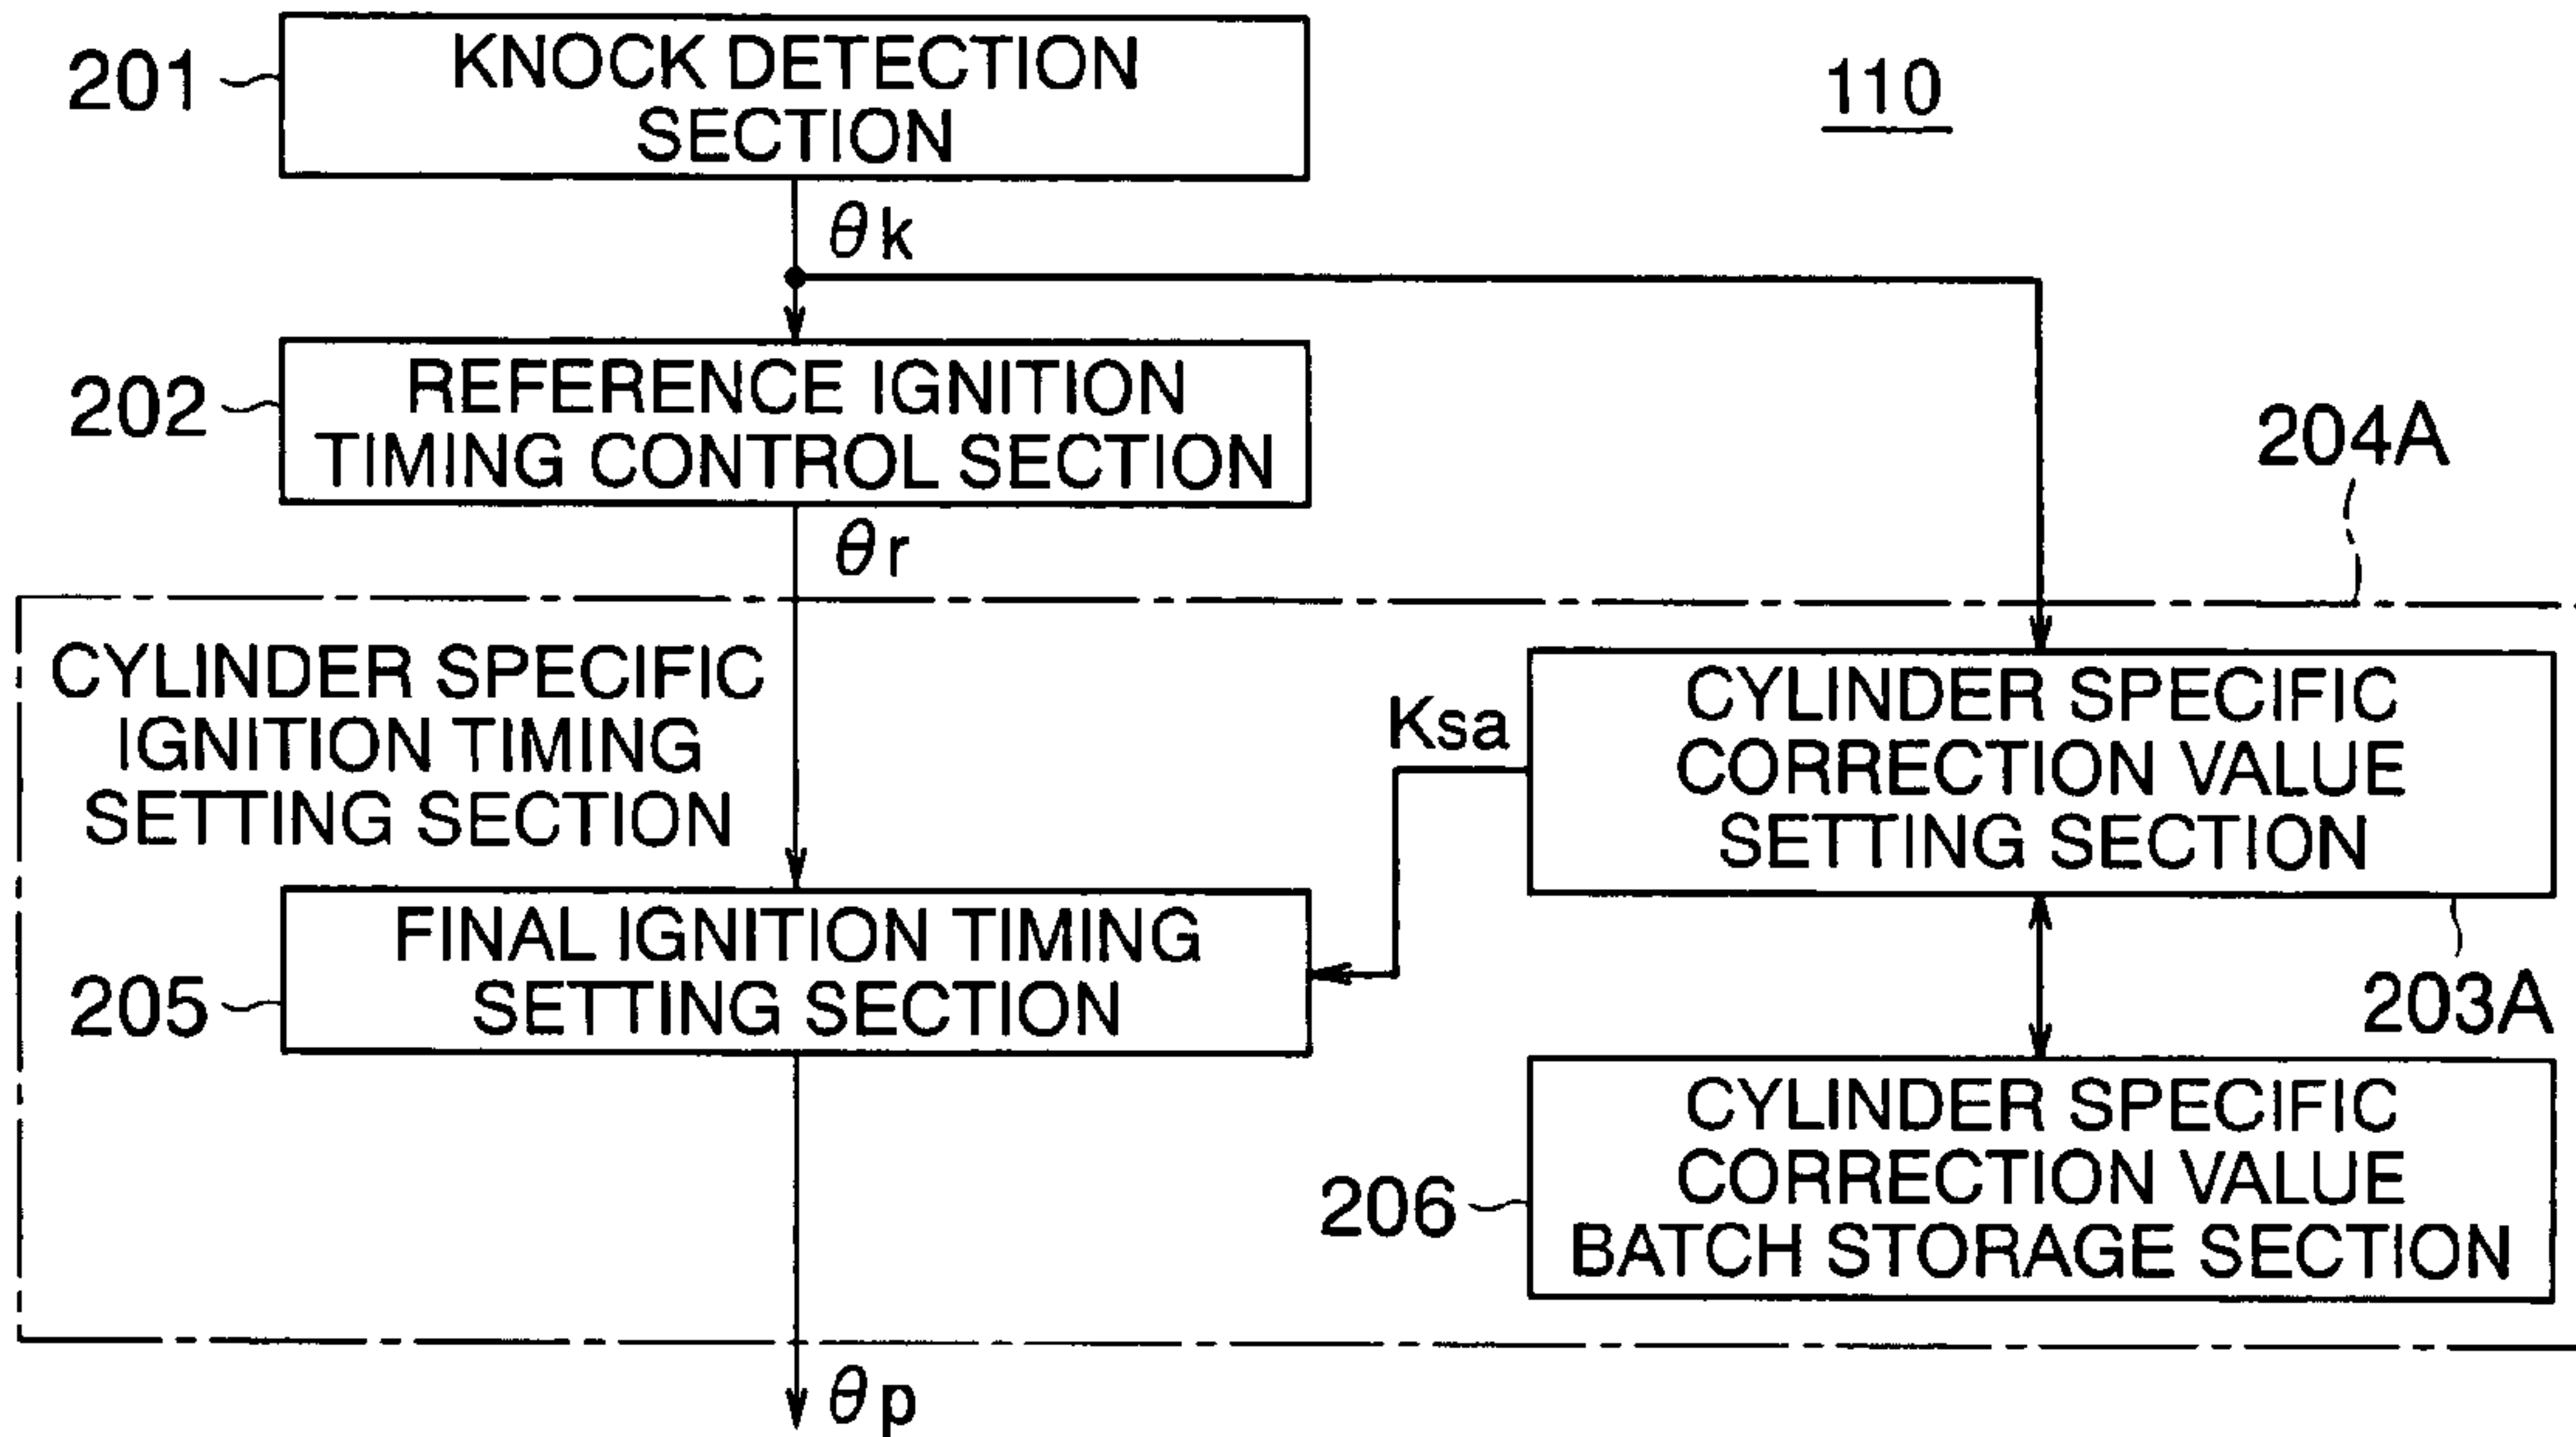 201
KNOCK DETECTION
SECTION
110
θk
202
REFERENCE IGNITION
TIMING CONTROL SECTION
204A
θr
CYLINDER SPECIFIC
IGNITION TIMING
SETTING SECTION
Ksa
CYLINDER SPECIFIC
CORRECTION VALUE
SETTING SECTION
203A
205
FINAL IGNITION TIMING
SETTING SECTION
206
CYLINDER SPECIFIC
CORRECTION VALUE
BATCH STORAGE SECTION
θp